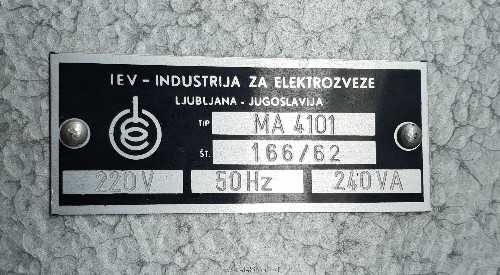 IEV - INDUSTRIJA ZA ELEKTROZVEZE
LJUBLJANA - JUGOSLAVIJA
TIP MA 4101
ŠT. 166/62
220V 50Hz 240VA